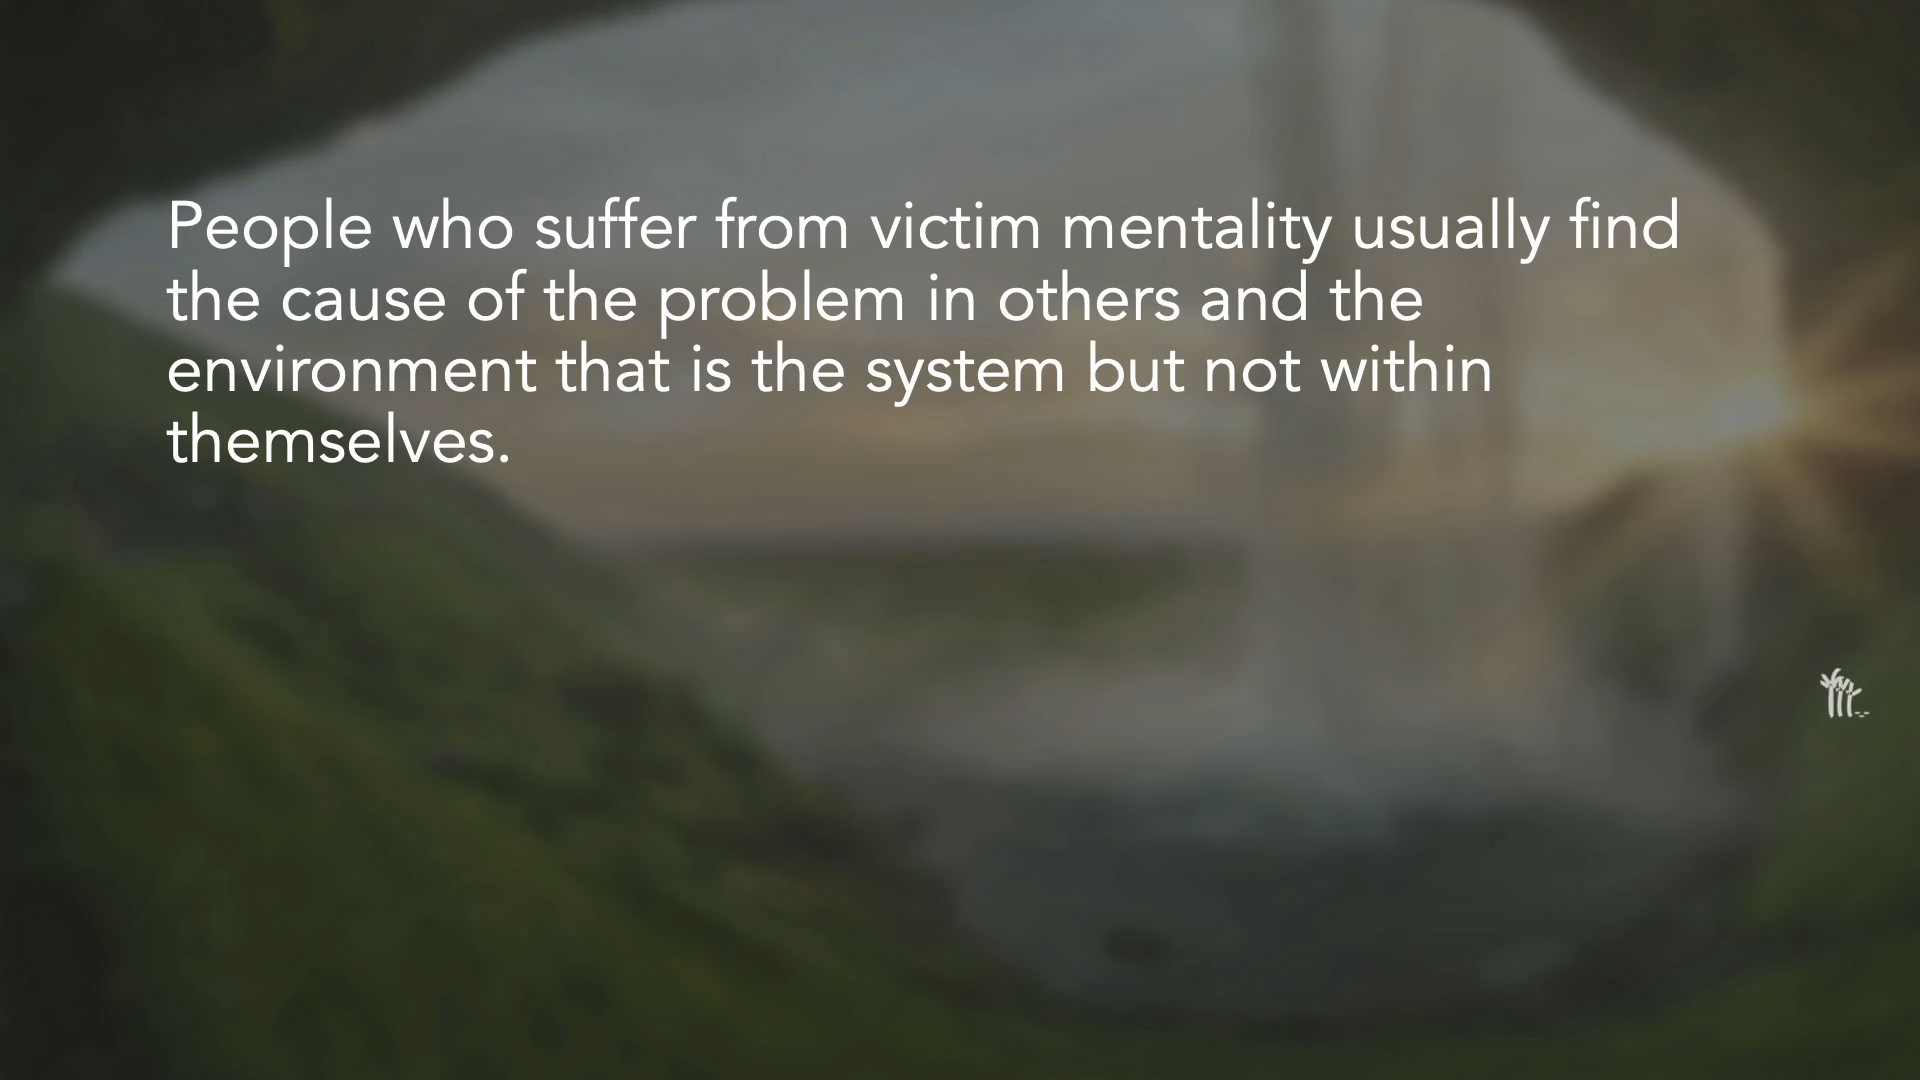 People who suffer from victim mentality usually find
the cause of the problem in others and the
environment that is the system but not within
themselves.